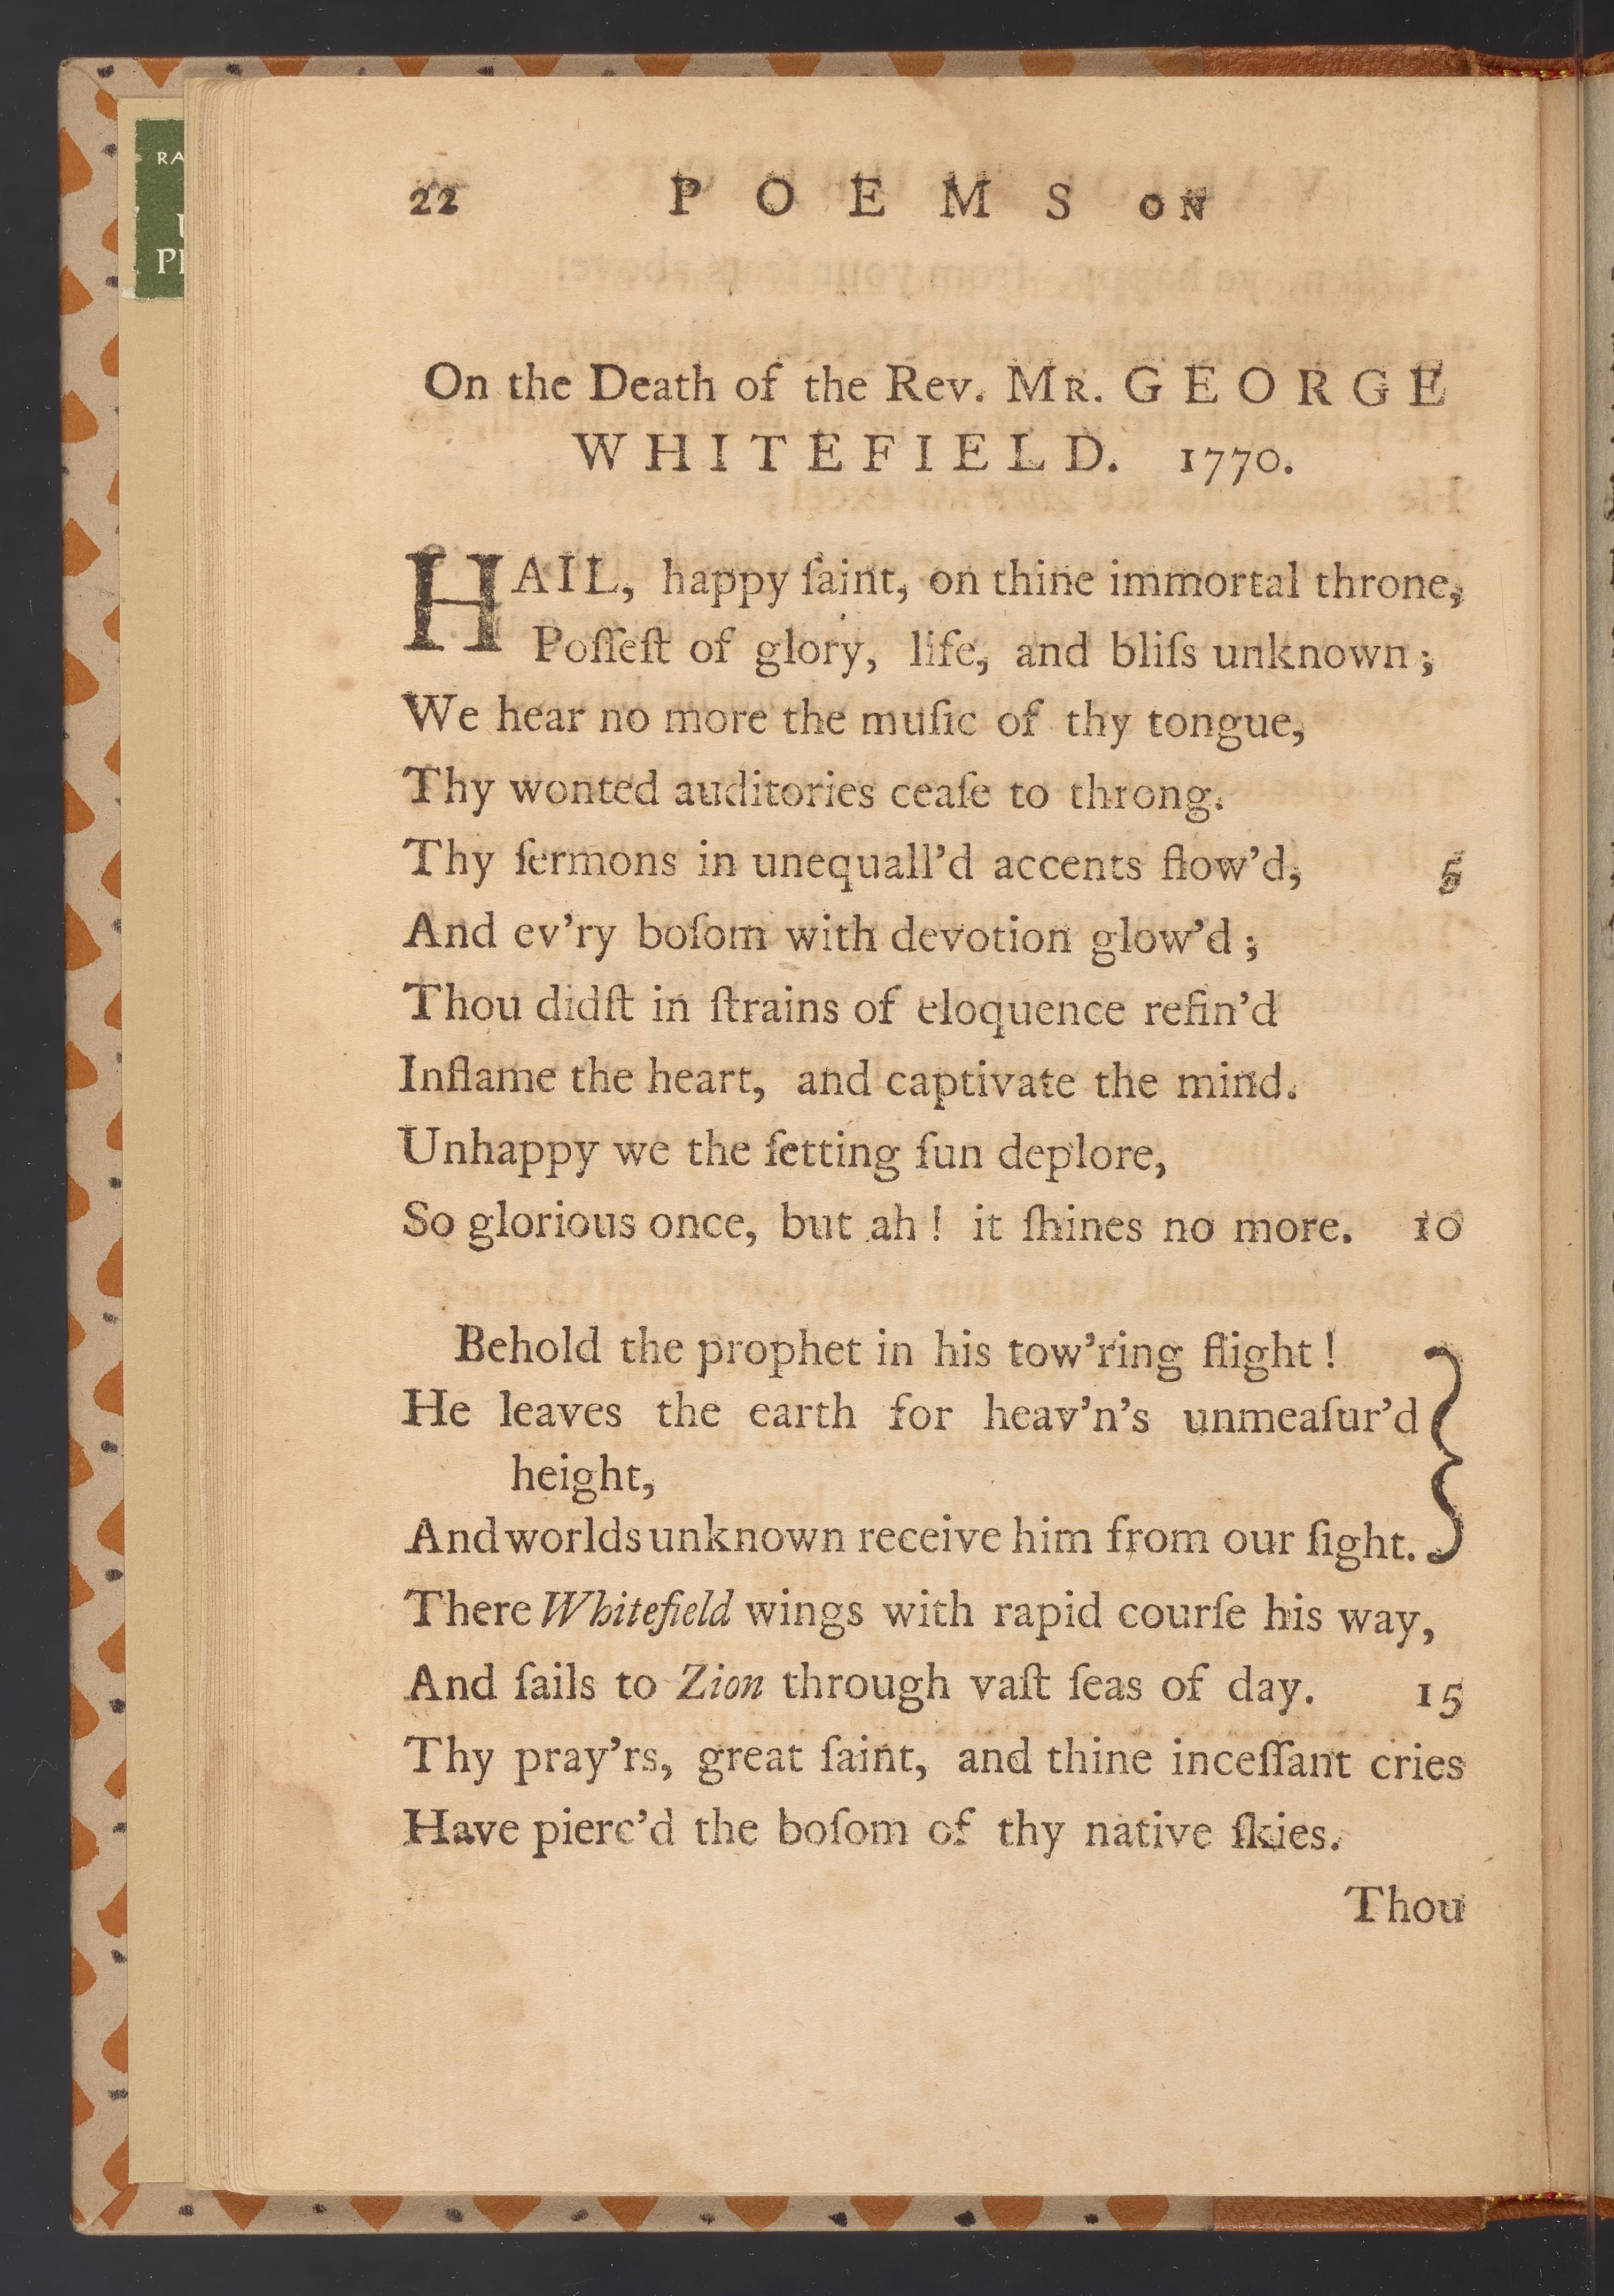 RA
PE
22 POEMS ON
On the Death of the Rev. MR. GEORGE
WHITEFIELD. 1770.
HAIL, happy ſaint, on thine immortal throne,
Poſſeſt of glory, life, and bliſs unknown;
We hear no more the muſic of thy tongue,
Thy wonted auditories ceaſe to throng.
Thy ſermons in unequall'd accents flow'd, 5
And ev'ry boſom with devotion glow'd;
Thou didſt in ſtrains of eloquence refin'd
Inflame the heart, and captivate the mind.
Unhappy we the ſetting ſun deplore,
So glorious once, but ah! it ſhines no more. 10
Behold the prophet in his tow'ring flight!
He leaves the earth for heav'n's unmeaſur'd
height,
And worlds unknown receive him from our ſight.
There Whitefield wings with rapid courſe his way,
And ſails to Zion through vaſt ſeas of day. 15
Thy pray'rs, great ſaint, and thine inceſſant cries
Have pierc'd the boſom of thy native ſkies.
Thou